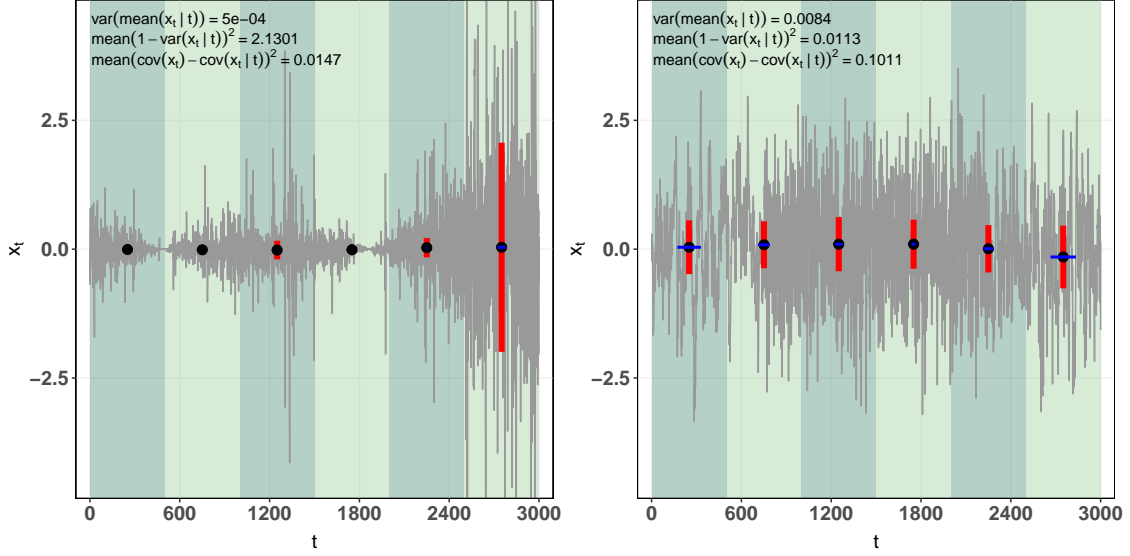 var(mean(xₜ | t)) = 5e−04
mean(1 − var(xₜ | t))² = 2.1301
mean(cov(xₜ) − cov(xₜ | t))² = 0.0147
2.5
0.0
−2.5
xₜ
0 600 1200 1800 2400 3000
t
var(mean(xₜ | t)) = 0.0084
mean(1 − var(xₜ | t))² = 0.0113
mean(cov(xₜ) − cov(xₜ | t))² = 0.1011
2.5
0.0
−2.5
xₜ
0 600 1200 1800 2400 3000
t